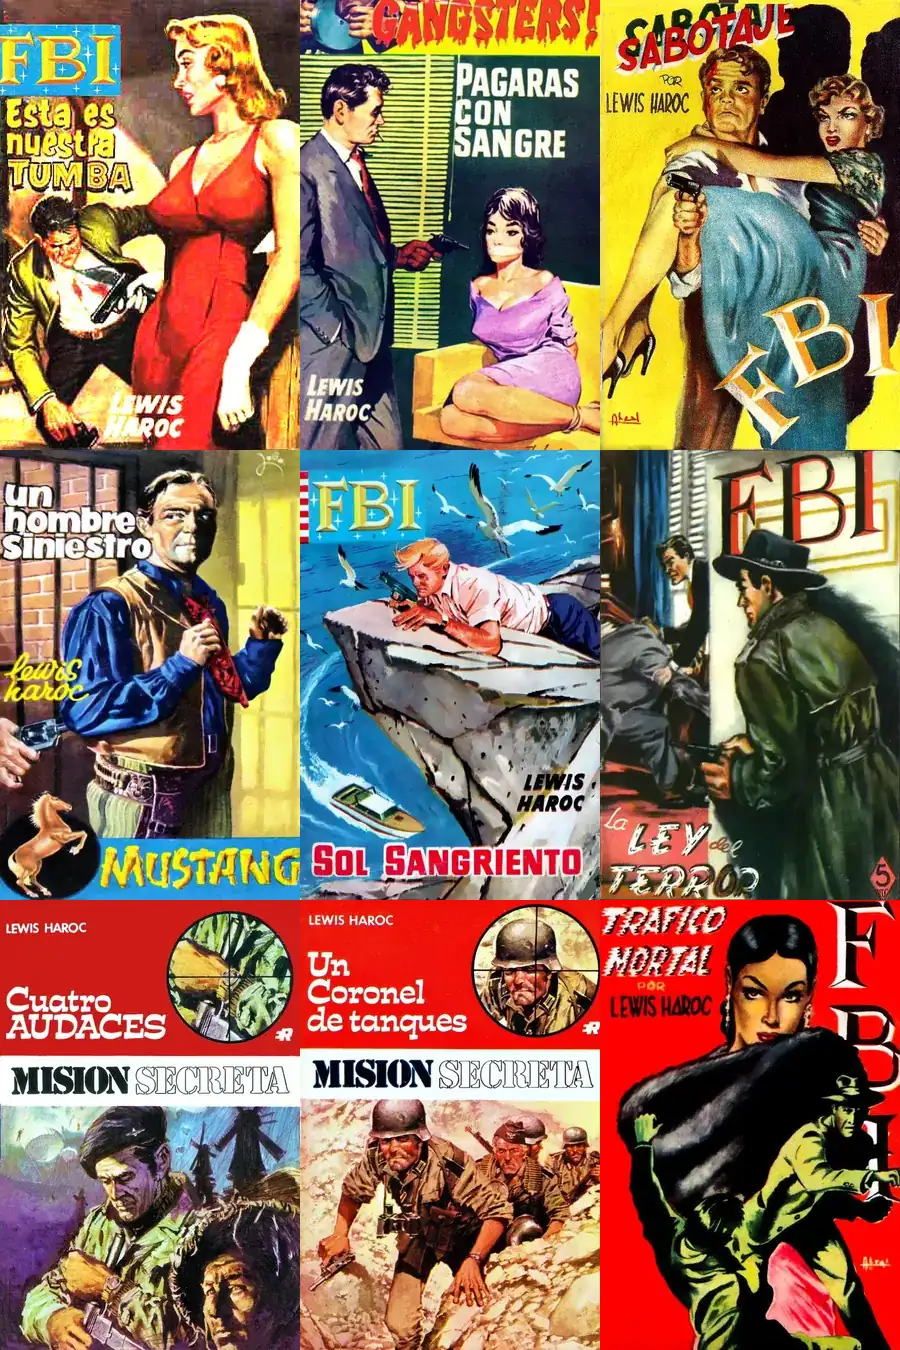 FBI
Esta es
nuestra
TUMBA
LEWIS
HAROC
GANGSTERS!
PAGARAS
CON
SANGRE
LEWIS
HAROC
SABOTAJE
POR
LEWIS HAROC
FBI
un
hombre
siniestro
lewis
haroc
MUSTANG
FBI
LEWIS
HAROC
SOL SANGRIENTO
FBI
La
LEY del
TERROR
5
LEWIS HAROC
Cuatro
AUDACES
MISION SECRETA
LEWIS HAROC
Un
Coronel
de tanques
MISION SECRETA
TRAFICO
MORTAL
POR
LEWIS HAROC
FBI